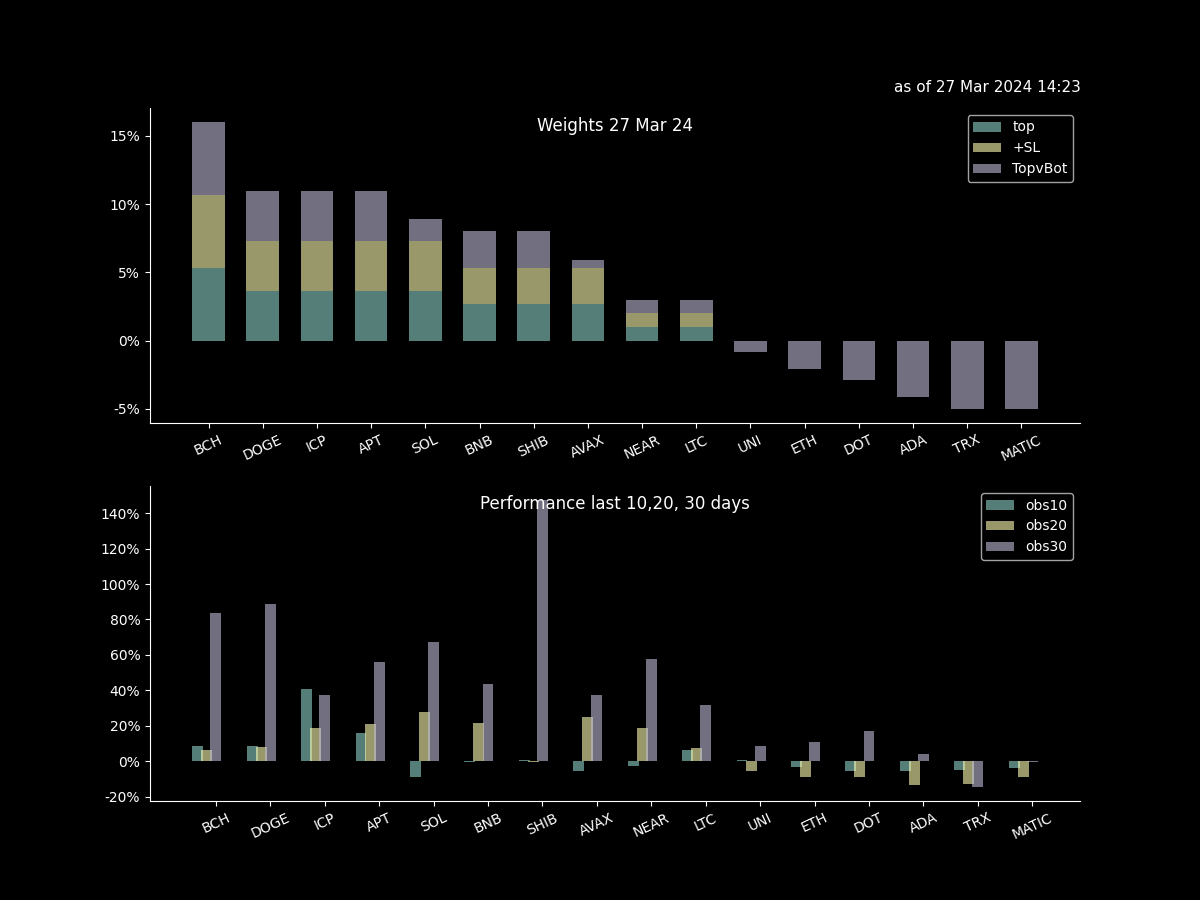 as of 27 Mar 2024 14:23
Weights 27 Mar 24
top
+SL
TopvBot
15%
10%
5%
0%
-5%
BCH DOGE ICP APT SOL BNB SHIB AVAX NEAR LTC UNI ETH DOT ADA TRX MATIC
Performance last 10,20, 30 days
obs10
obs20
obs30
140%
120%
100%
80%
60%
40%
20%
0%
-20%
BCH DOGE ICP APT SOL BNB SHIB AVAX NEAR LTC UNI ETH DOT ADA TRX MATIC